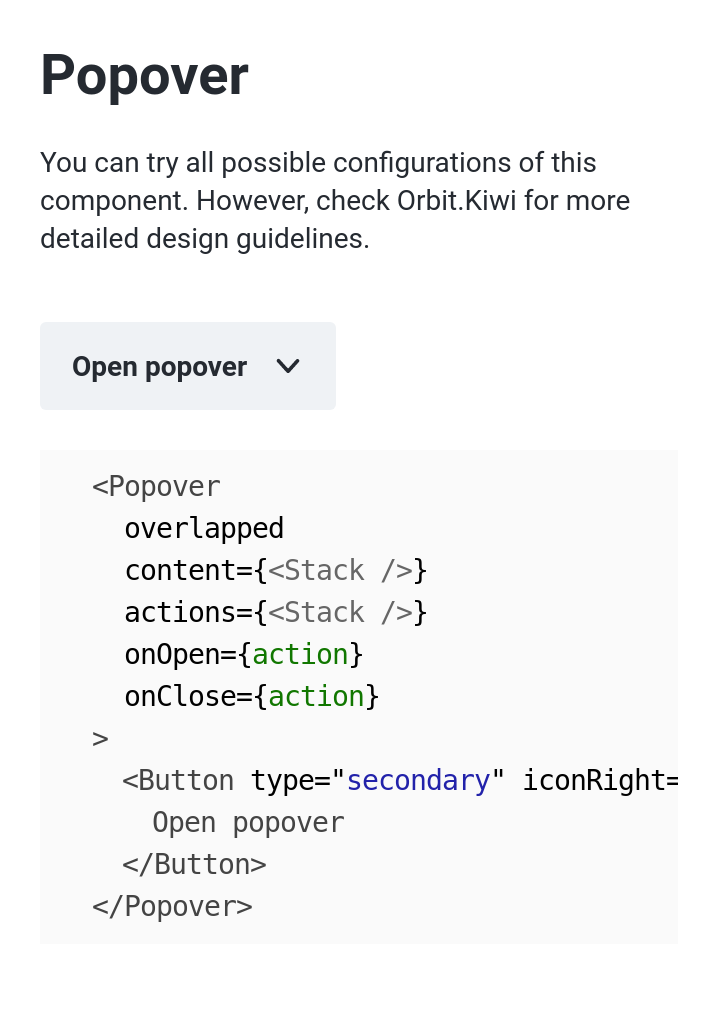 Popover
You can try all possible configurations of this
component. However, check Orbit.Kiwi for more
detailed design guidelines.
Open popover
<Popover
overlapped
content={<Stack />}
actions={<Stack />}
onOpen={action}
onClose={action}
>
<Button type="secondary" iconRight=
Open popover
</Button>
</Popover>